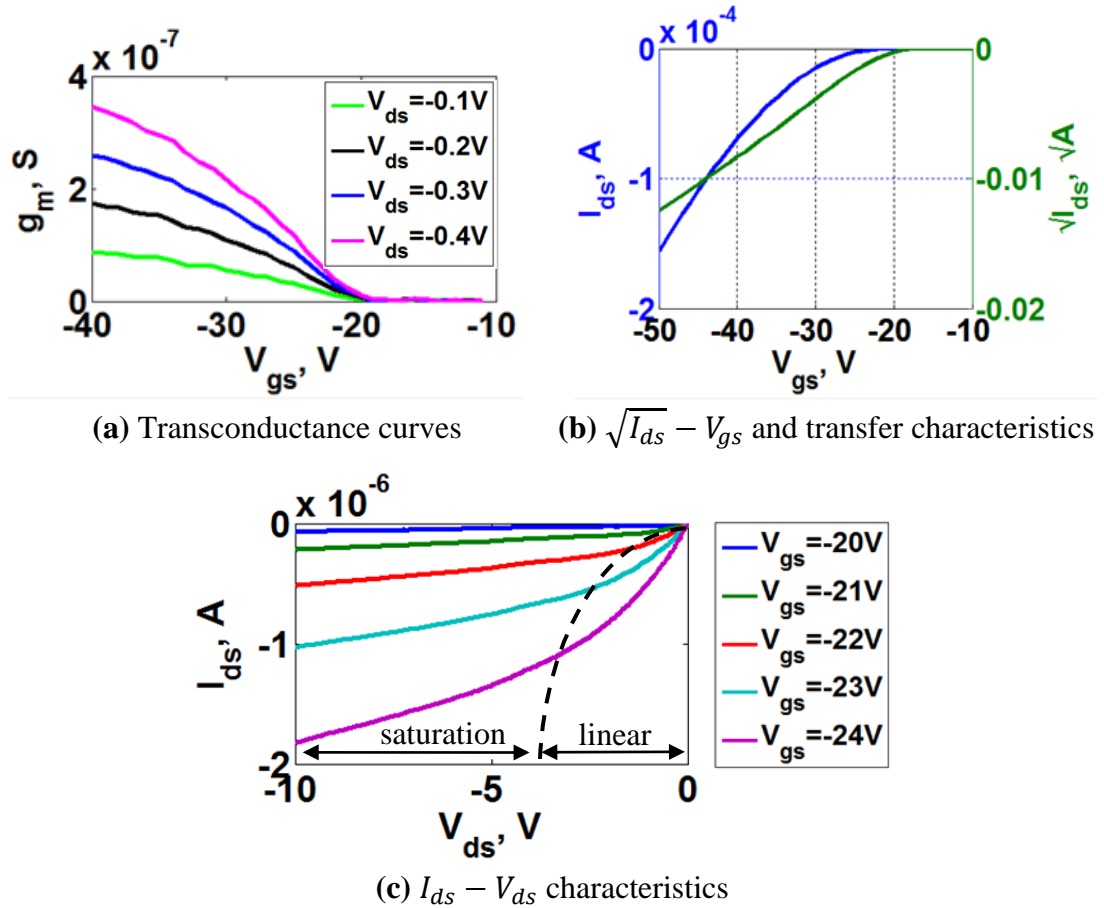 x 10⁻⁷
4
2
0
gₘ, S
-40 -30 -20 -10
V_gs, V
V_ds=-0.1V
V_ds=-0.2V
V_ds=-0.3V
V_ds=-0.4V
(a) Transconductance curves
x 10⁻⁴
0
-1
-2
I_ds, A
0
-0.01
-0.02
√I_ds, √A
-50 -40 -30 -20 -10
V_gs, V
(b) √I_ds − V_gs and transfer characteristics
x 10⁻⁶
0
-1
-2
I_ds, A
saturation linear
-10 -5 0
V_ds, V
V_gs=-20V
V_gs=-21V
V_gs=-22V
V_gs=-23V
V_gs=-24V
(c) I_ds − V_ds characteristics